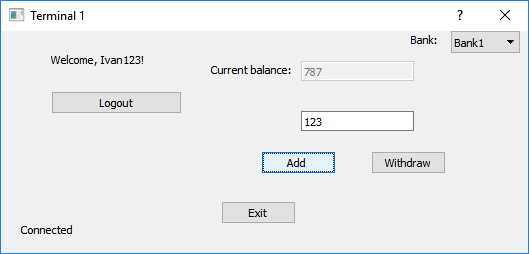 Terminal 1
?
Bank: Bank1
Welcome, Ivan123!
Current balance: 787
Logout
123
Add Withdraw
Exit
Connected